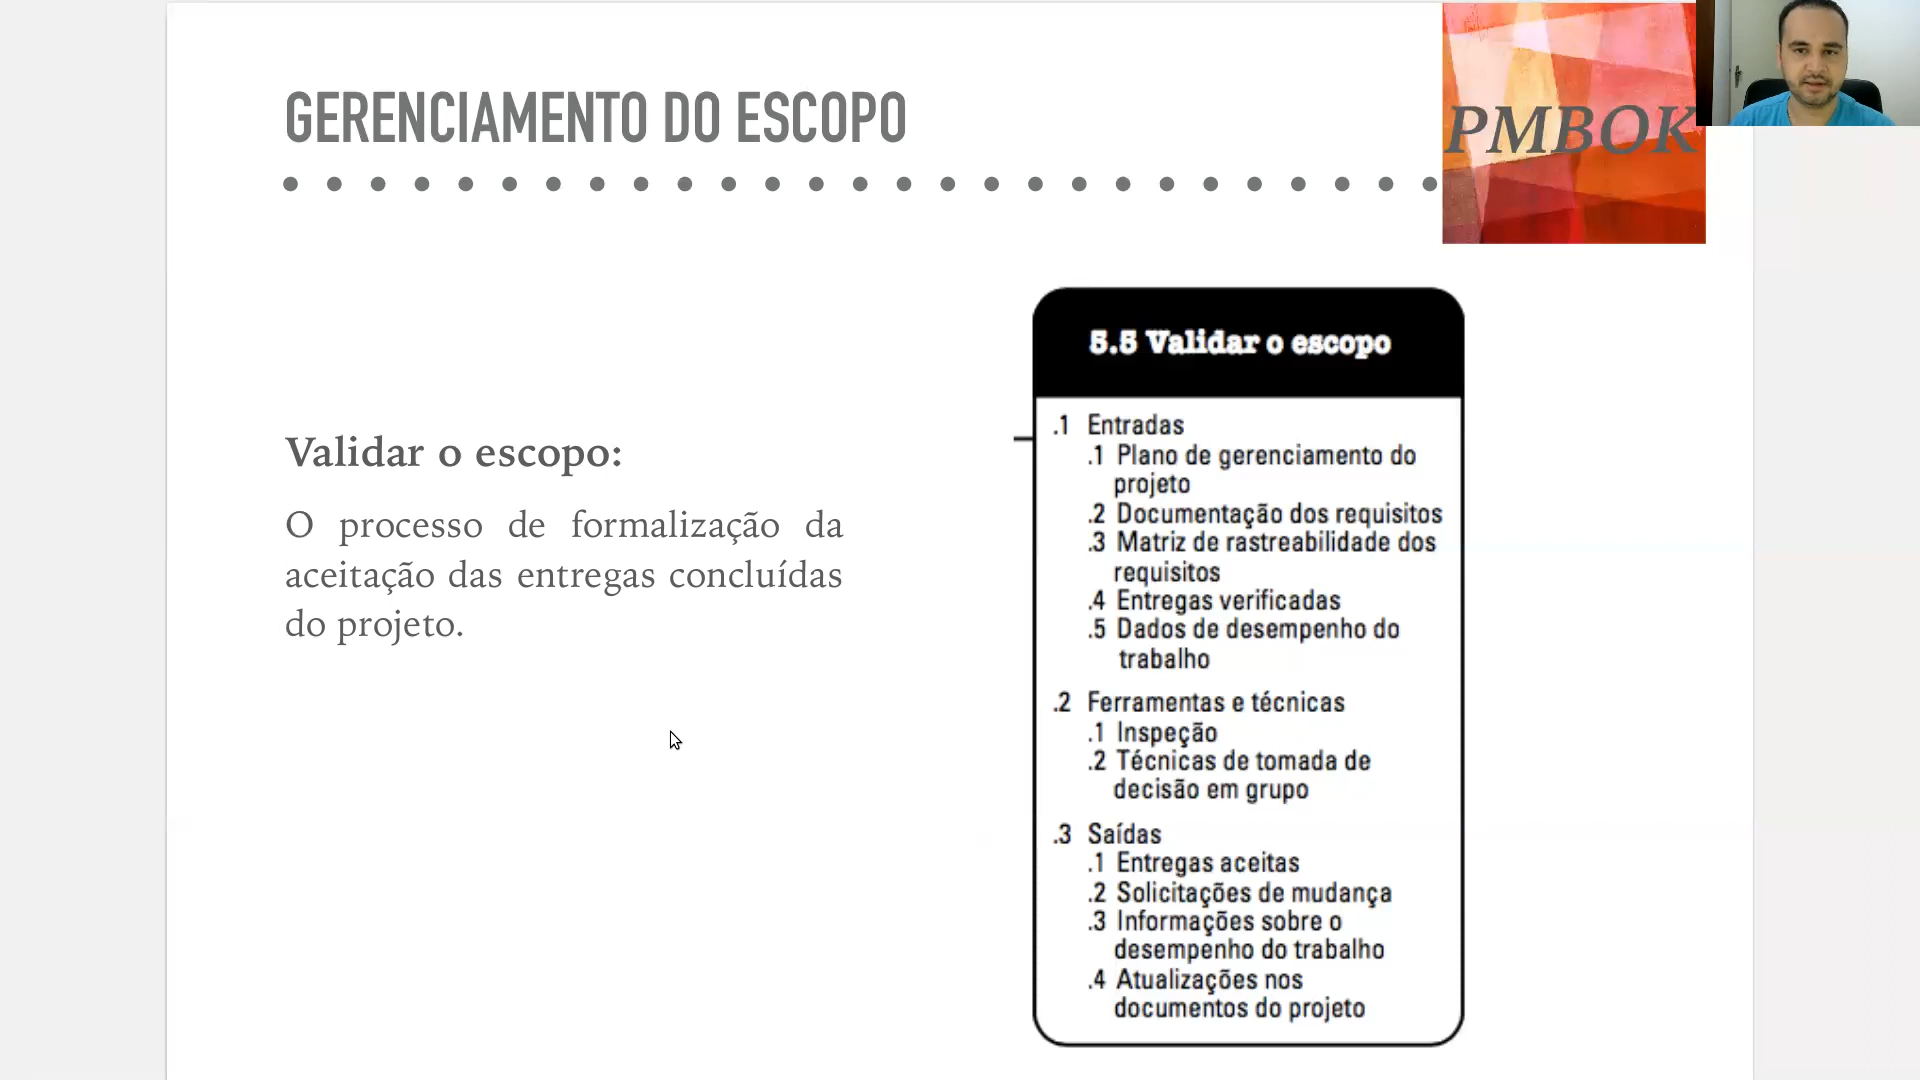 GERENCIAMENTO DO ESCOPO
PMBOK
Validar o escopo:
O processo de formalização da
aceitação das entregas concluídas
do projeto.
5.5 Validar o escopo
.1 Entradas
.1 Plano de gerenciamento do
projeto
.2 Documentação dos requisitos
.3 Matriz de rastreabilidade dos
requisitos
.4 Entregas verificadas
.5 Dados de desempenho do
trabalho
.2 Ferramentas e técnicas
.1 Inspeção
.2 Técnicas de tomada de
decisão em grupo
.3 Saídas
.1 Entregas aceitas
.2 Solicitações de mudança
.3 Informações sobre o
desempenho do trabalho
.4 Atualizações nos
documentos do projeto